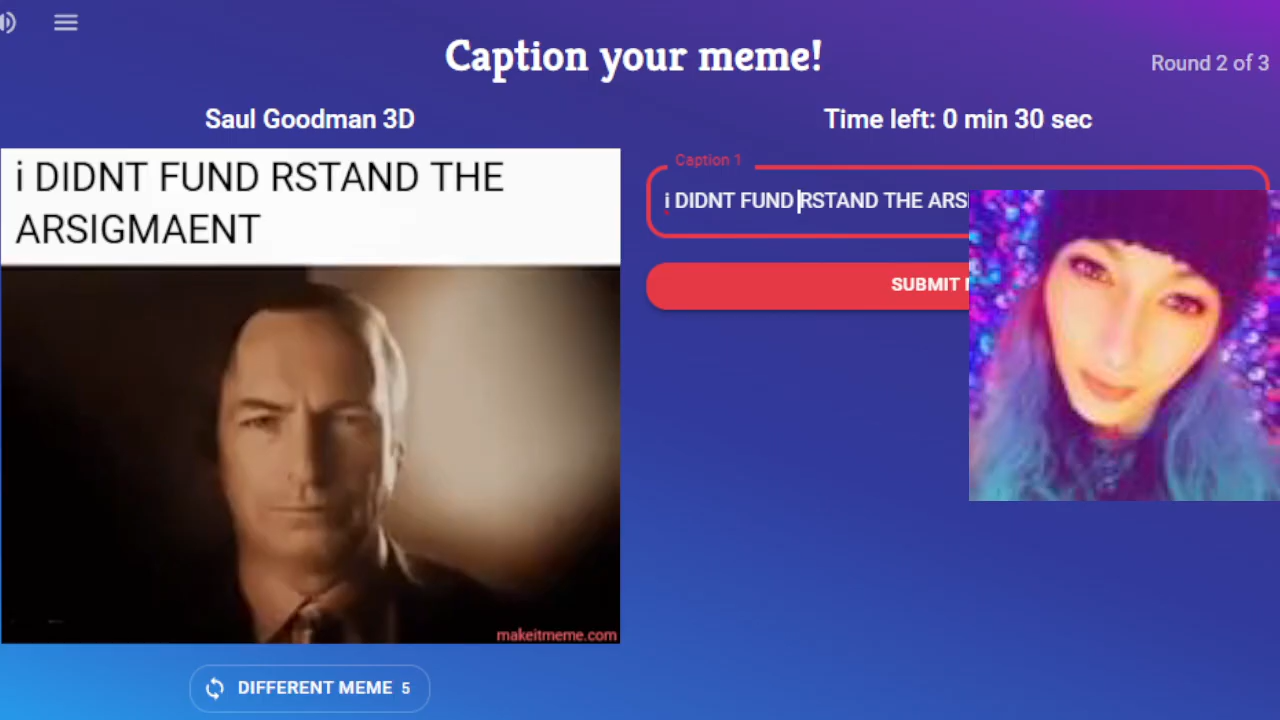 Caption your meme!
Round 2 of 3
Saul Goodman 3D
Time left: 0 min 30 sec
i DIDNT FUND RSTAND THE
ARSIGMAENT
Caption 1
i DIDNT FUND RSTAND THE ARS
SUBMIT
makeitmeme.com
DIFFERENT MEME 5